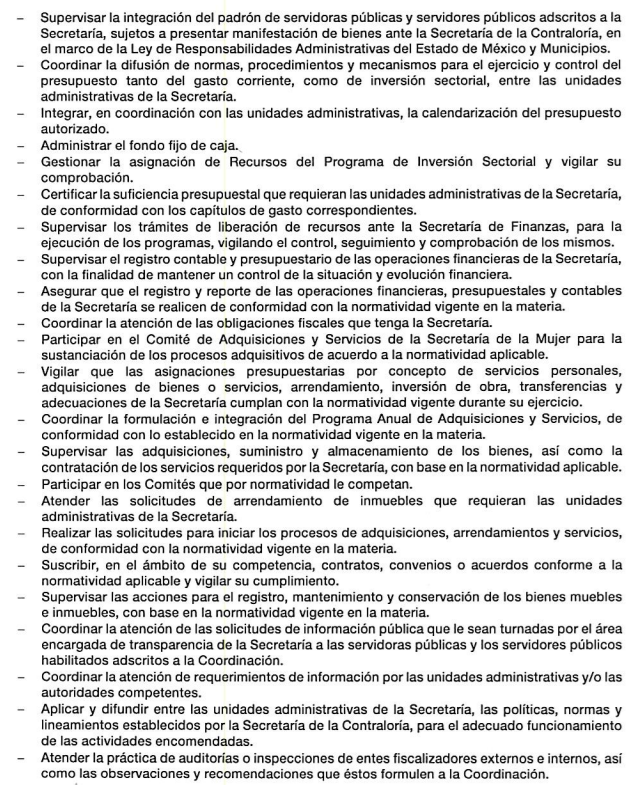 – Supervisar la integración del padrón de servidoras públicas y servidores públicos adscritos a la
Secretaría, sujetos a presentar manifestación de bienes ante la Secretaría de la Contraloría, en
el marco de la Ley de Responsabilidades Administrativas del Estado de México y Municipios.
– Coordinar la difusión de normas, procedimientos y mecanismos para el ejercicio y control del
presupuesto tanto del gasto corriente, como de inversión sectorial, entre las unidades
administrativas de la Secretaría.
– Integrar, en coordinación con las unidades administrativas, la calendarización del presupuesto
autorizado.
– Administrar el fondo fijo de caja.
– Gestionar la asignación de Recursos del Programa de Inversión Sectorial y vigilar su
comprobación.
– Certificar la suficiencia presupuestal que requieran las unidades administrativas de la Secretaría,
de conformidad con los capítulos de gasto correspondientes.
– Supervisar los trámites de liberación de recursos ante la Secretaría de Finanzas, para la
ejecución de los programas, vigilando el control, seguimiento y comprobación de los mismos.
– Supervisar el registro contable y presupuestario de las operaciones financieras de la Secretaría,
con la finalidad de mantener un control de la situación y evolución financiera.
– Asegurar que el registro y reporte de las operaciones financieras, presupuestales y contables
de la Secretaría se realicen de conformidad con la normatividad vigente en la materia.
– Coordinar la atención de las obligaciones fiscales que tenga la Secretaría.
– Participar en el Comité de Adquisiciones y Servicios de la Secretaría de la Mujer para la
sustanciación de los procesos adquisitivos de acuerdo a la normatividad aplicable.
– Vigilar que las asignaciones presupuestarias por concepto de servicios personales,
adquisiciones de bienes o servicios, arrendamiento, inversión de obra, transferencias y
adecuaciones de la Secretaría cumplan con la normatividad vigente durante su ejercicio.
– Coordinar la formulación e integración del Programa Anual de Adquisiciones y Servicios, de
conformidad con lo establecido en la normatividad vigente en la materia.
– Supervisar las adquisiciones, suministro y almacenamiento de los bienes, así como la
contratación de los servicios requeridos por la Secretaría, con base en la normatividad aplicable.
– Participar en los Comités que por normatividad le competan.
– Atender las solicitudes de arrendamiento de inmuebles que requieran las unidades
administrativas de la Secretaría.
– Realizar las solicitudes para iniciar los procesos de adquisiciones, arrendamientos y servicios,
de conformidad con la normatividad vigente en la materia.
– Suscribir, en el ámbito de su competencia, contratos, convenios o acuerdos conforme a la
normatividad aplicable y vigilar su cumplimiento.
– Supervisar las acciones para el registro, mantenimiento y conservación de los bienes muebles
e inmuebles, con base en la normatividad vigente en la materia.
– Coordinar la atención de las solicitudes de información pública que le sean turnadas por el área
encargada de transparencia de la Secretaría a las servidoras públicas y los servidores públicos
habilitados adscritos a la Coordinación.
– Coordinar la atención de requerimientos de información por las unidades administrativas y/o las
autoridades competentes.
– Aplicar y difundir entre las unidades administrativas de la Secretaría, las políticas, normas y
lineamientos establecidos por la Secretaría de la Contraloría, para el adecuado funcionamiento
de las actividades encomendadas.
– Atender la práctica de auditorías o inspecciones de entes fiscalizadores externos e internos, así
como las observaciones y recomendaciones que éstos formulen a la Coordinación.